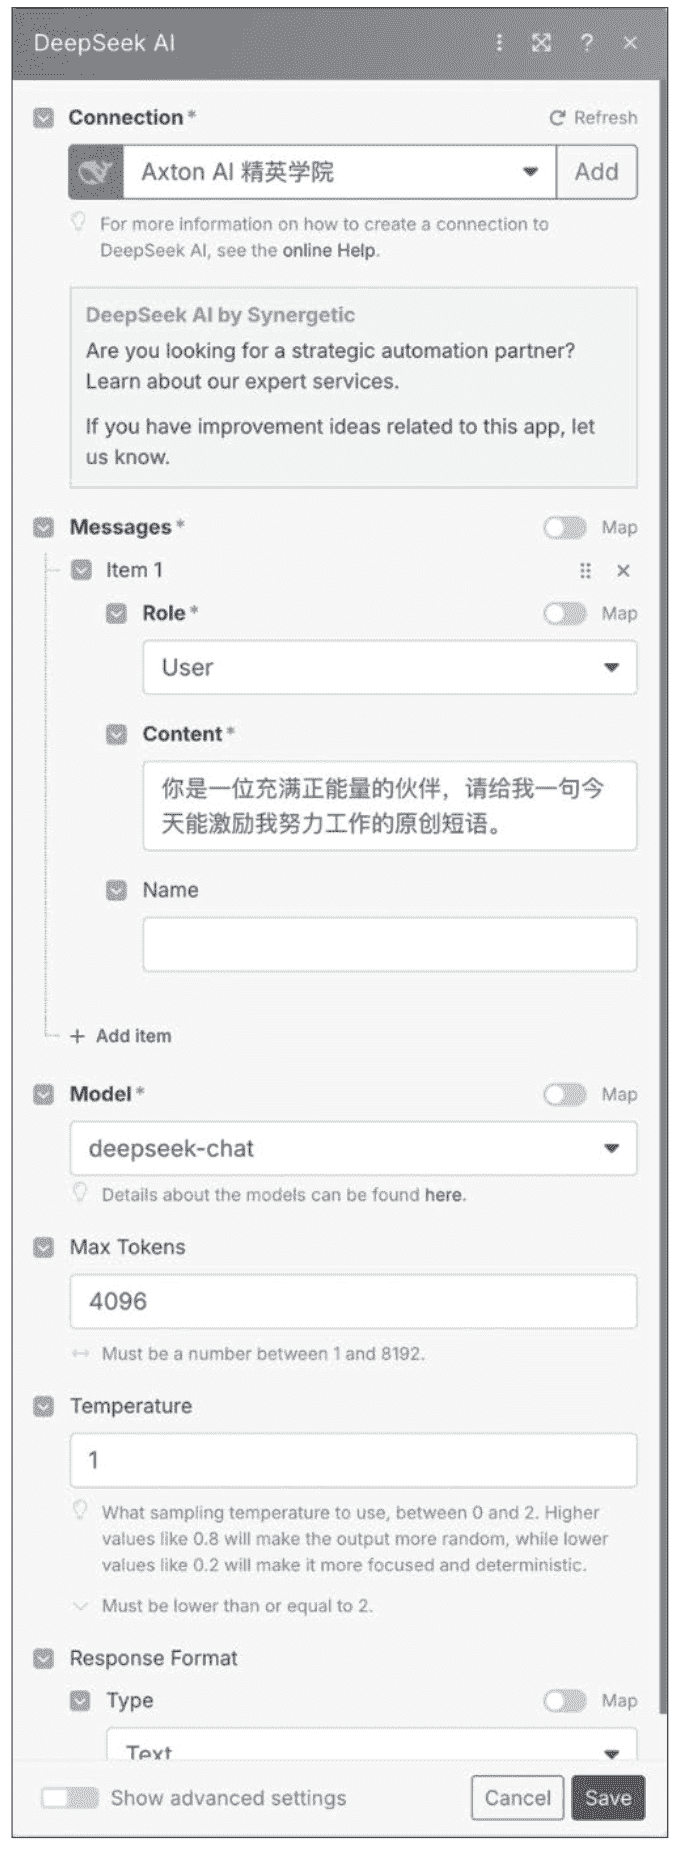 DeepSeek AI
?
Connection *
Refresh
Axton AI 精英学院
Add
For more information on how to create a connection to
DeepSeek AI, see the online Help.
DeepSeek AI by Synergetic
Are you looking for a strategic automation partner?
Learn about our expert services.
If you have improvement ideas related to this app, let
us know.
Messages *
Map
Item 1
Role *
Map
User
Content *
你是一位充满正能量的伙伴，请给我一句今
天能激励我努力工作的原创短语。
Name
+ Add item
Model *
Map
deepseek-chat
Details about the models can be found here.
Max Tokens
4096
Must be a number between 1 and 8192.
Temperature
1
What sampling temperature to use, between 0 and 2. Higher
values like 0.8 will make the output more random, while lower
values like 0.2 will make it more focused and deterministic.
Must be lower than or equal to 2.
Response Format
Type
Map
Text
Show advanced settings
Cancel
Save